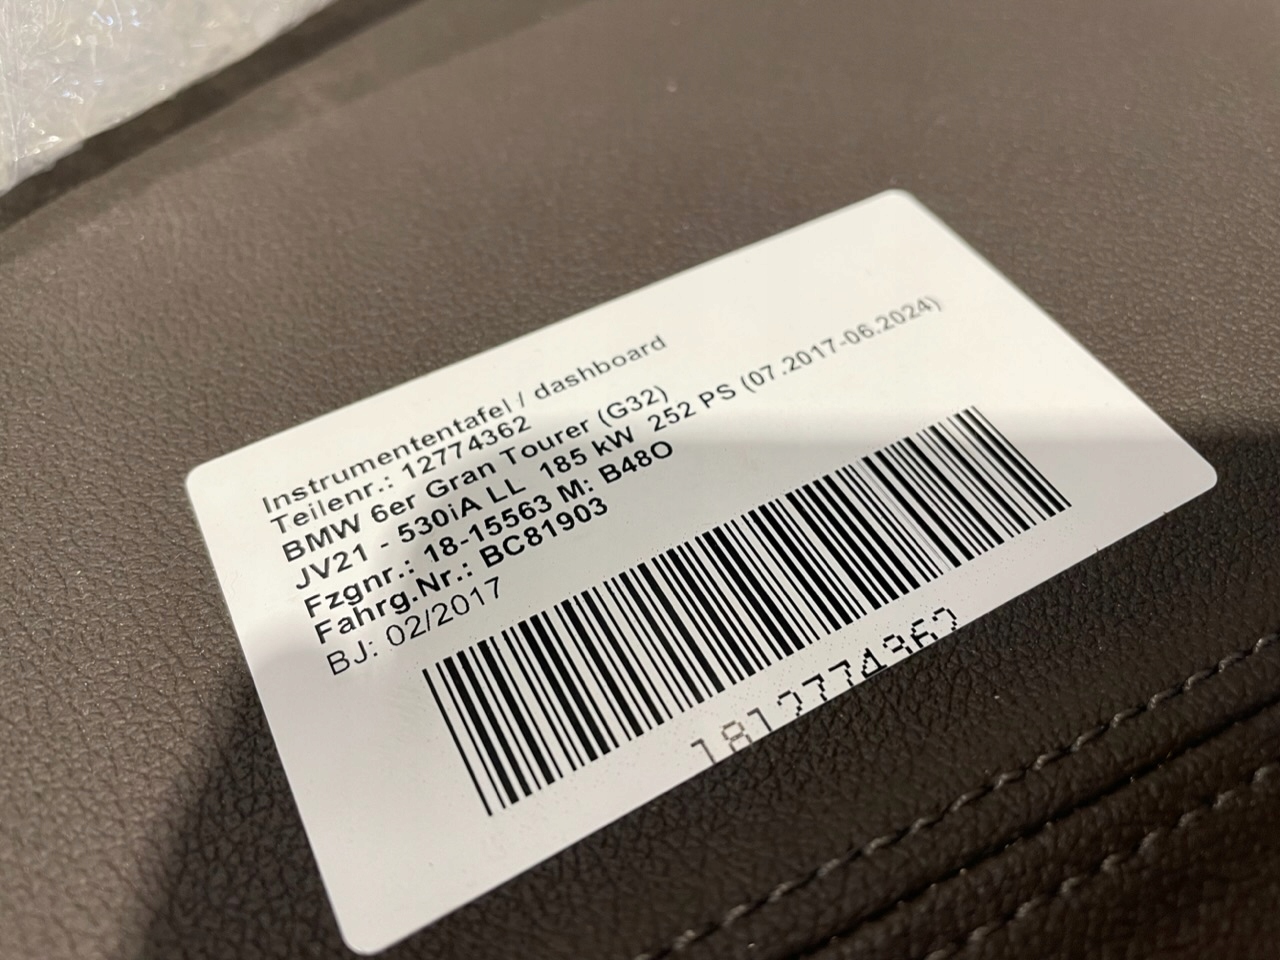 Instrumententafel / dashboard
Teilenr.: 12774362
BMW 6er Gran Tourer (G32)
JV21 - 530iA LL 185 kW 252 PS (07.2017-06.2024)
Fzgnr.: 18-15563 M: B48O
Fahrg.Nr.: BC81903
BJ: 02/2017
1812774362